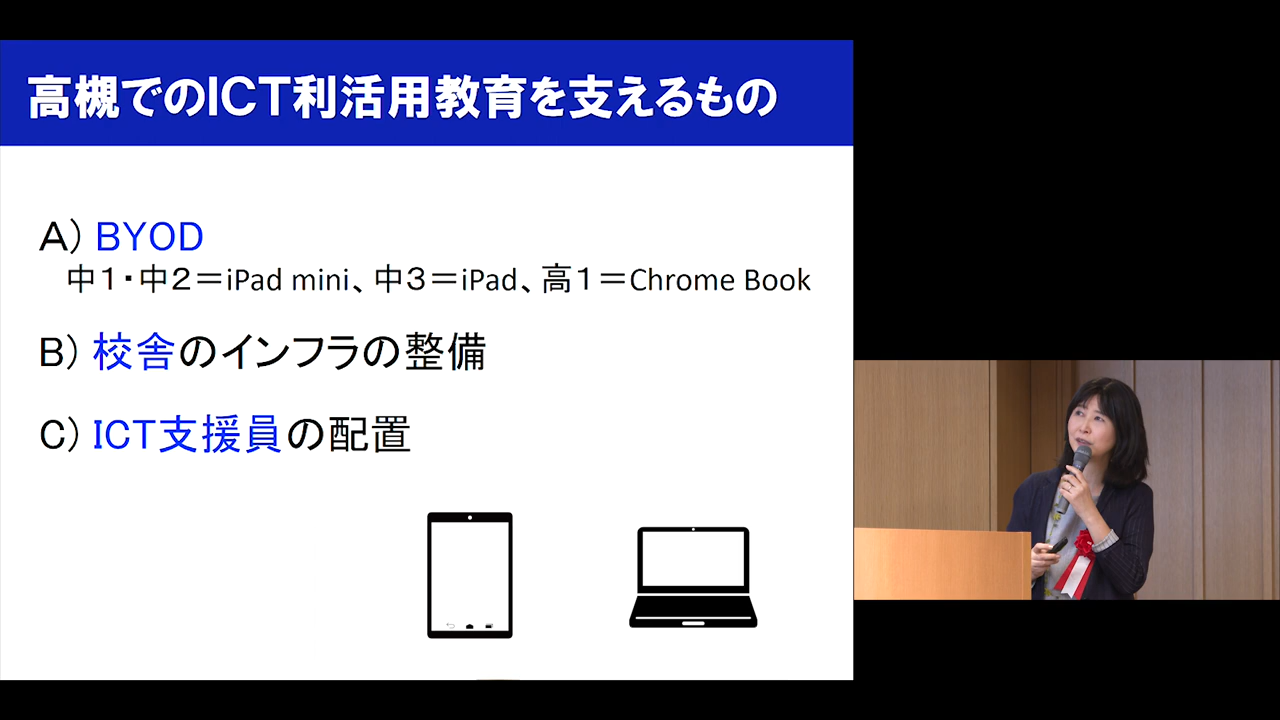 高槻でのICT利活用教育を支えるもの
A）BYOD
中１・中２＝iPad mini、中３＝iPad、高１＝Chrome Book
B）校舎のインフラの整備
C）ICT支援員の配置